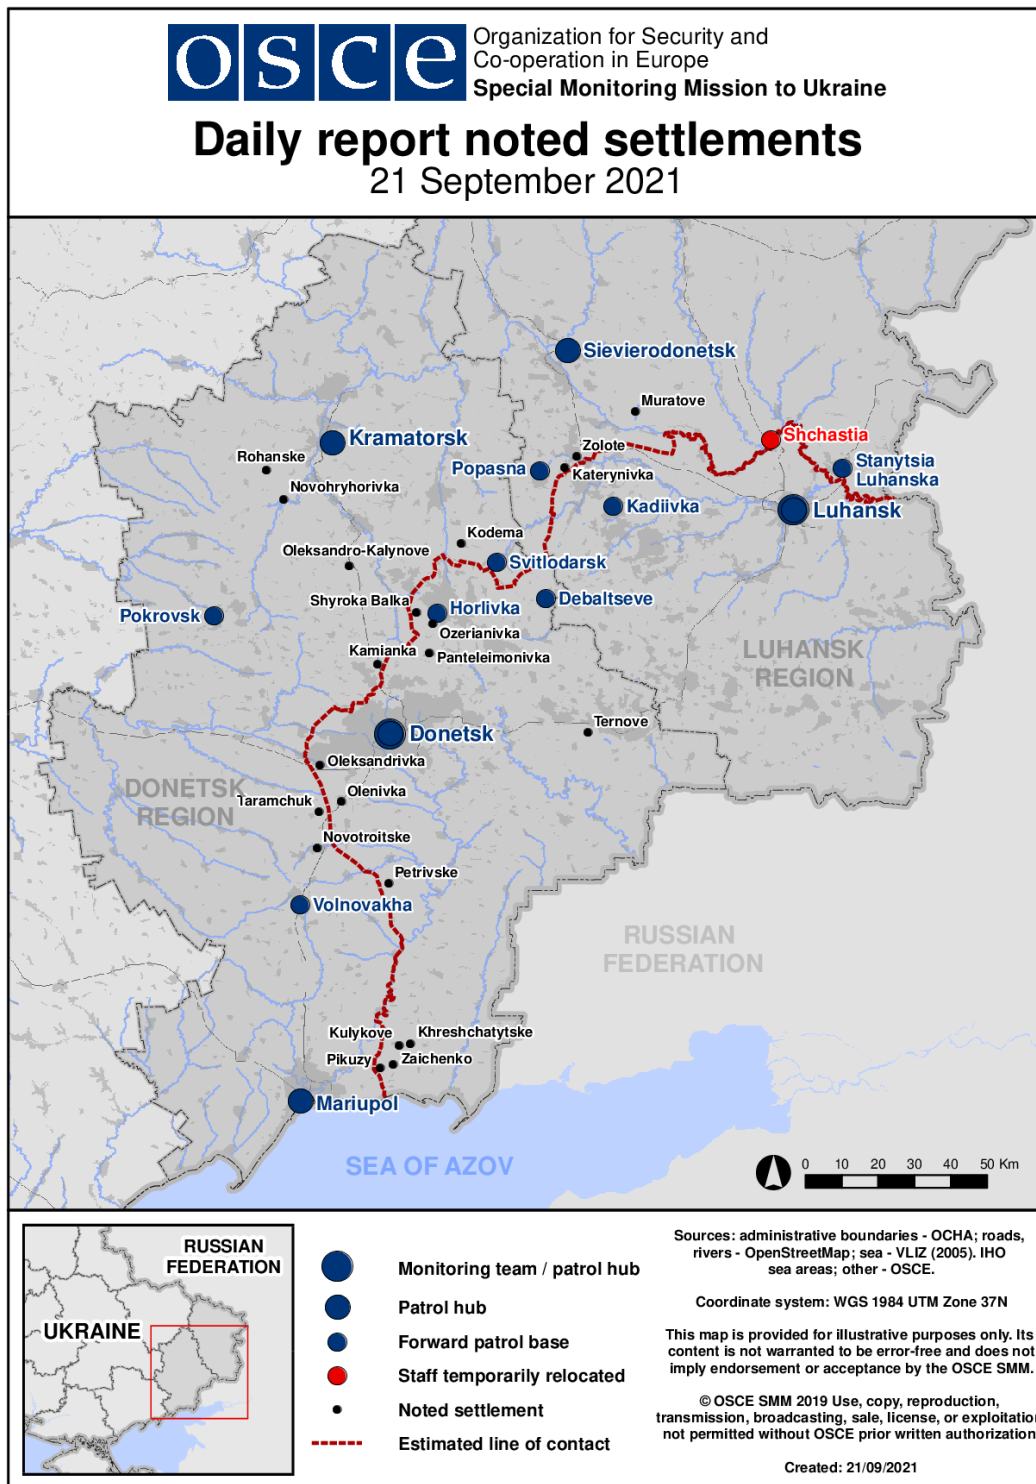 OSCE
Organization for Security and
Co-operation in Europe
Special Monitoring Mission to Ukraine
Daily report noted settlements
21 September 2021
Sievierodonetsk
Muratove
Shchastia
Kramatorsk
Zolote
Rohanske
Popasna
Katerynivka
Stanytsia
Luhanska
Novohryhorivka
Kadiivka
Luhansk
Kodema
Oleksandro-Kalynove
Svitlodarsk
Shyroka Balka
Horlivka
Debaltseve
Pokrovsk
Ozerianivka
Kamianka
Panteleimonivka
LUHANSK
REGION
Ternove
Donetsk
Oleksandrivka
DONETSK
REGION
Olenivka
Taramchuk
Novotroitske
Petrivske
Volnovakha
RUSSIAN
FEDERATION
Kulykove
Khreshchatytske
Pikuzy
Zaichenko
Mariupol
SEA OF AZOV
0 10 20 30 40 50 Km
RUSSIAN
FEDERATION
UKRAINE
Monitoring team / patrol hub
Patrol hub
Forward patrol base
Staff temporarily relocated
Noted settlement
Estimated line of contact
Sources: administrative boundaries - OCHA; roads,
rivers - OpenStreetMap; sea - VLIZ (2005). IHO
sea areas; other - OSCE.
Coordinate system: WGS 1984 UTM Zone 37N
This map is provided for illustrative purposes only. Its
content is not warranted to be error-free and does not
imply endorsement or acceptance by the OSCE SMM.
© OSCE SMM 2019 Use, copy, reproduction,
transmission, broadcasting, sale, license, or exploitation
not permitted without OSCE prior written authorization
Created: 21/09/2021